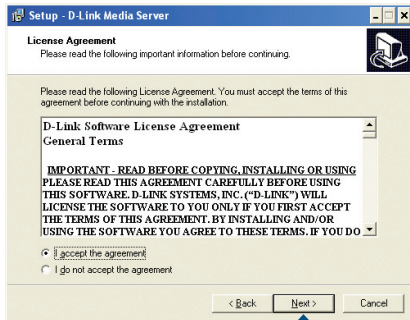 Setup - D-Link Media Server
License Agreement
Please read the following important information before continuing.
Please read the following License Agreement. You must accept the terms of this
agreement before continuing with the installation.
D-Link Software License Agreement
General Terms
IMPORTANT - READ BEFORE COPYING, INSTALLING OR USING
PLEASE READ THIS AGREEMENT CAREFULLY BEFORE USING
THIS SOFTWARE. D-LINK SYSTEMS, INC. (“D-LINK”) WILL
LICENSE THE SOFTWARE TO YOU ONLY IF YOU FIRST ACCEPT
THE TERMS OF THIS AGREEMENT. BY INSTALLING AND/OR
USING THE SOFTWARE YOU AGREE TO THESE TERMS. IF YOU DO
I accept the agreement
I do not accept the agreement
< Back Next > Cancel